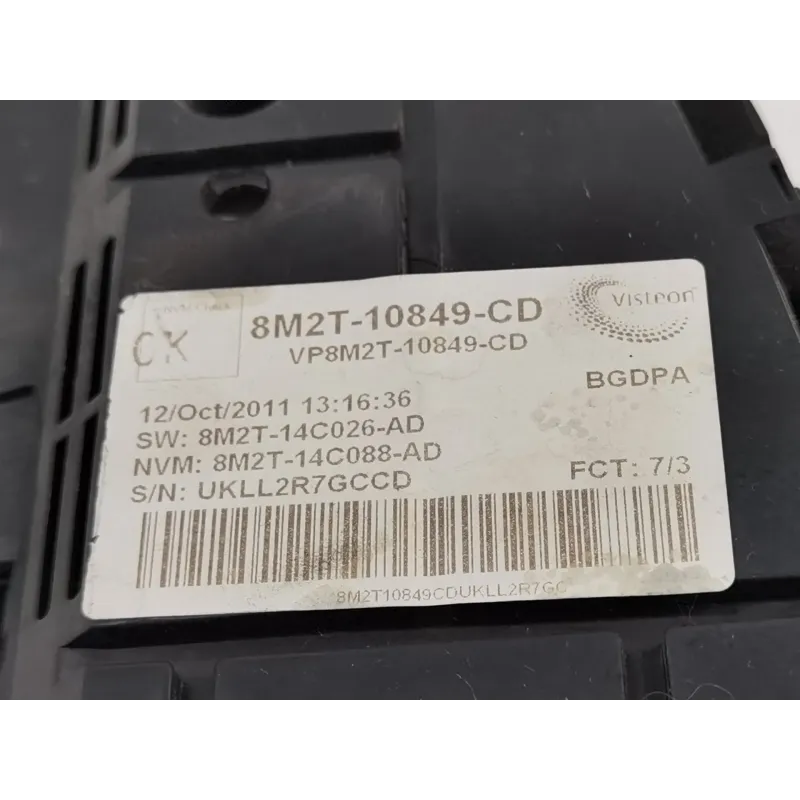 CK
8M2T-10849-CD
Visteon
VP8M2T-10849-CD
BGDPA
12/Oct/2011 13:16:36
SW: 8M2T-14C026-AD
NVM: 8M2T-14C088-AD
S/N: UKLL2R7GCCD
FCT: 7/3
8M2T10849CDUKLL2R7GC